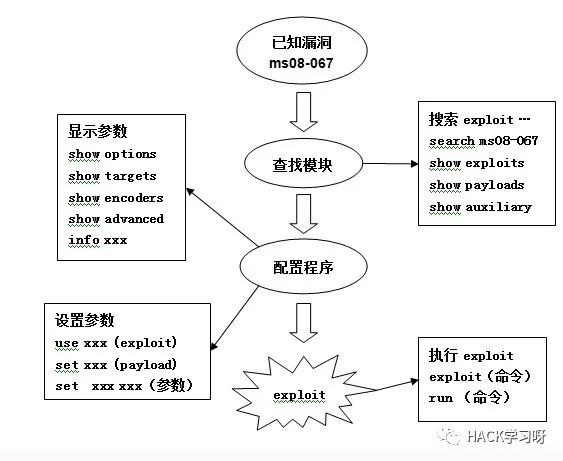 已知漏洞
ms08-067
显示参数
show options
show targets
show encoders
show advanced
info xxx
搜索 exploit …
search ms08-067
show exploits
show payloads
show auxiliary
查找模块
配置程序
设置参数
use xxx (exploit)
set xxx (payload)
set xxx xxx (参数)
exploit
执行 exploit
exploit (命令)
run (命令)
HACK学习呀